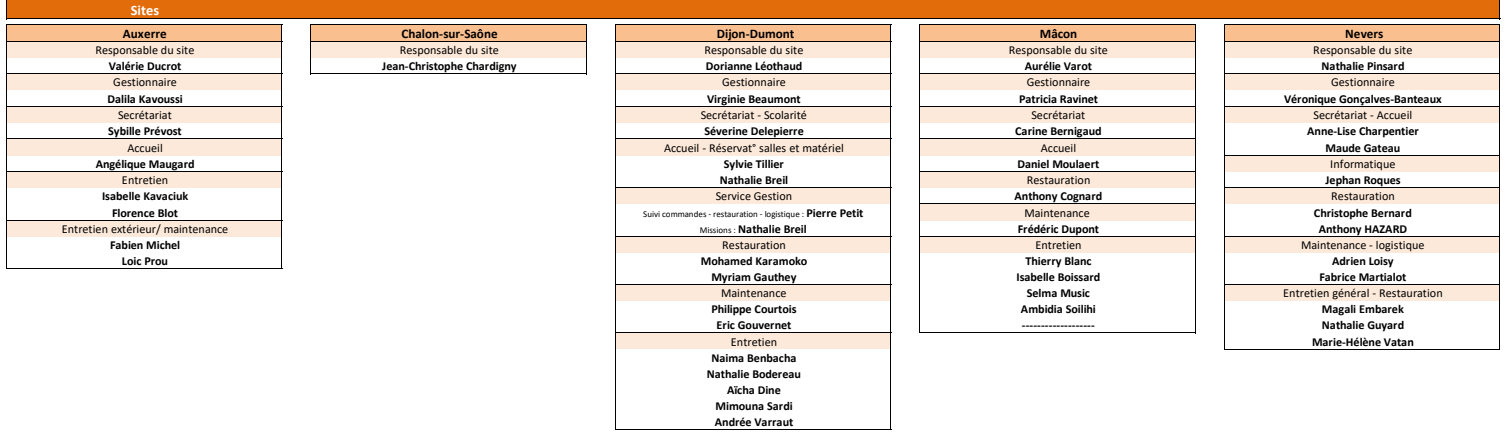 Sites
Auxerre
Responsable du site
Valérie Ducrot
Gestionnaire
Dalila Kavoussi
Secrétariat
Sybille Prévost
Accueil
Angélique Maugard
Entretien
Isabelle Kavaciuk
Florence Blot
Entretien extérieur/ maintenance
Fabien Michel
Loic Prou
Chalon-sur-Saône
Responsable du site
Jean-Christophe Chardigny
Dijon-Dumont
Responsable du site
Dorianne Léothaud
Gestionnaire
Virginie Beaumont
Secrétariat - Scolarité
Séverine Delepierre
Accueil - Réservat° salles et matériel
Sylvie Tillier
Nathalie Breil
Service Gestion
Suivi commandes - restauration - logistique : Pierre Petit
Missions : Nathalie Breil
Restauration
Mohamed Karamoko
Myriam Gauthey
Maintenance
Philippe Courtois
Eric Gouvernet
Entretien
Naima Benbacha
Nathalie Bodereau
Aïcha Dine
Mimouna Sardi
Andrée Varraut
Mâcon
Responsable du site
Aurélie Varot
Gestionnaire
Patricia Ravinet
Secrétariat
Carine Bernigaud
Accueil
Daniel Moulaert
Restauration
Anthony Cognard
Maintenance
Frédéric Dupont
Entretien
Thierry Blanc
Isabelle Boissard
Selma Music
Ambidia Soilihi
-------------------
Nevers
Responsable du site
Nathalie Pinsard
Gestionnaire
Véronique Gonçalves-Banteaux
Secrétariat - Accueil
Anne-Lise Charpentier
Maude Gateau
Informatique
Jephan Roques
Restauration
Christophe Bernard
Anthony HAZARD
Maintenance - logistique
Adrien Loisy
Fabrice Martialot
Entretien général - Restauration
Magali Embarek
Nathalie Guyard
Marie-Hélène Vatan